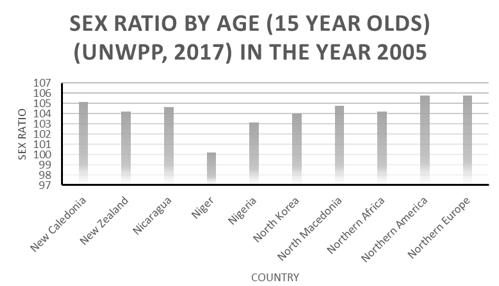 SEX RATIO BY AGE (15 YEAR OLDS)
(UNWPP, 2017) IN THE YEAR 2005
107
106
105
104
103
102
101
100
99
98
97
SEX RATIO
New Caledonia
New Zealand
Nicaragua
Niger
Nigeria
North Korea
North Macedonia
Northern Africa
Northern America
Northern Europe
COUNTRY